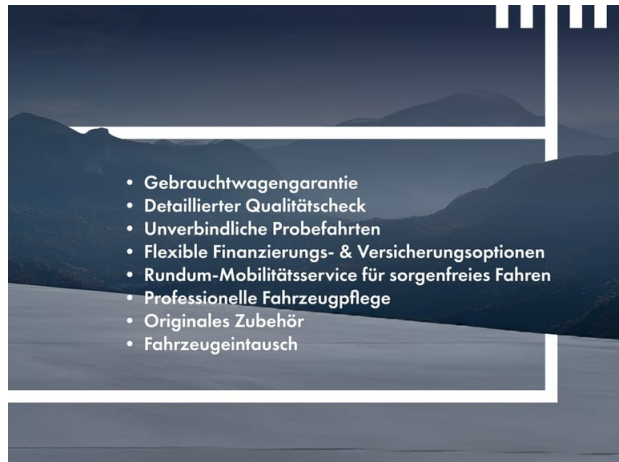 • Gebrauchtwagengarantie
• Detaillierter Qualitätscheck
• Unverbindliche Probefahrten
• Flexible Finanzierungs- & Versicherungsoptionen
• Rundum-Mobilitätsservice für sorgenfreies Fahren
• Professionelle Fahrzeugpflege
• Originales Zubehör
• Fahrzeugeintausch